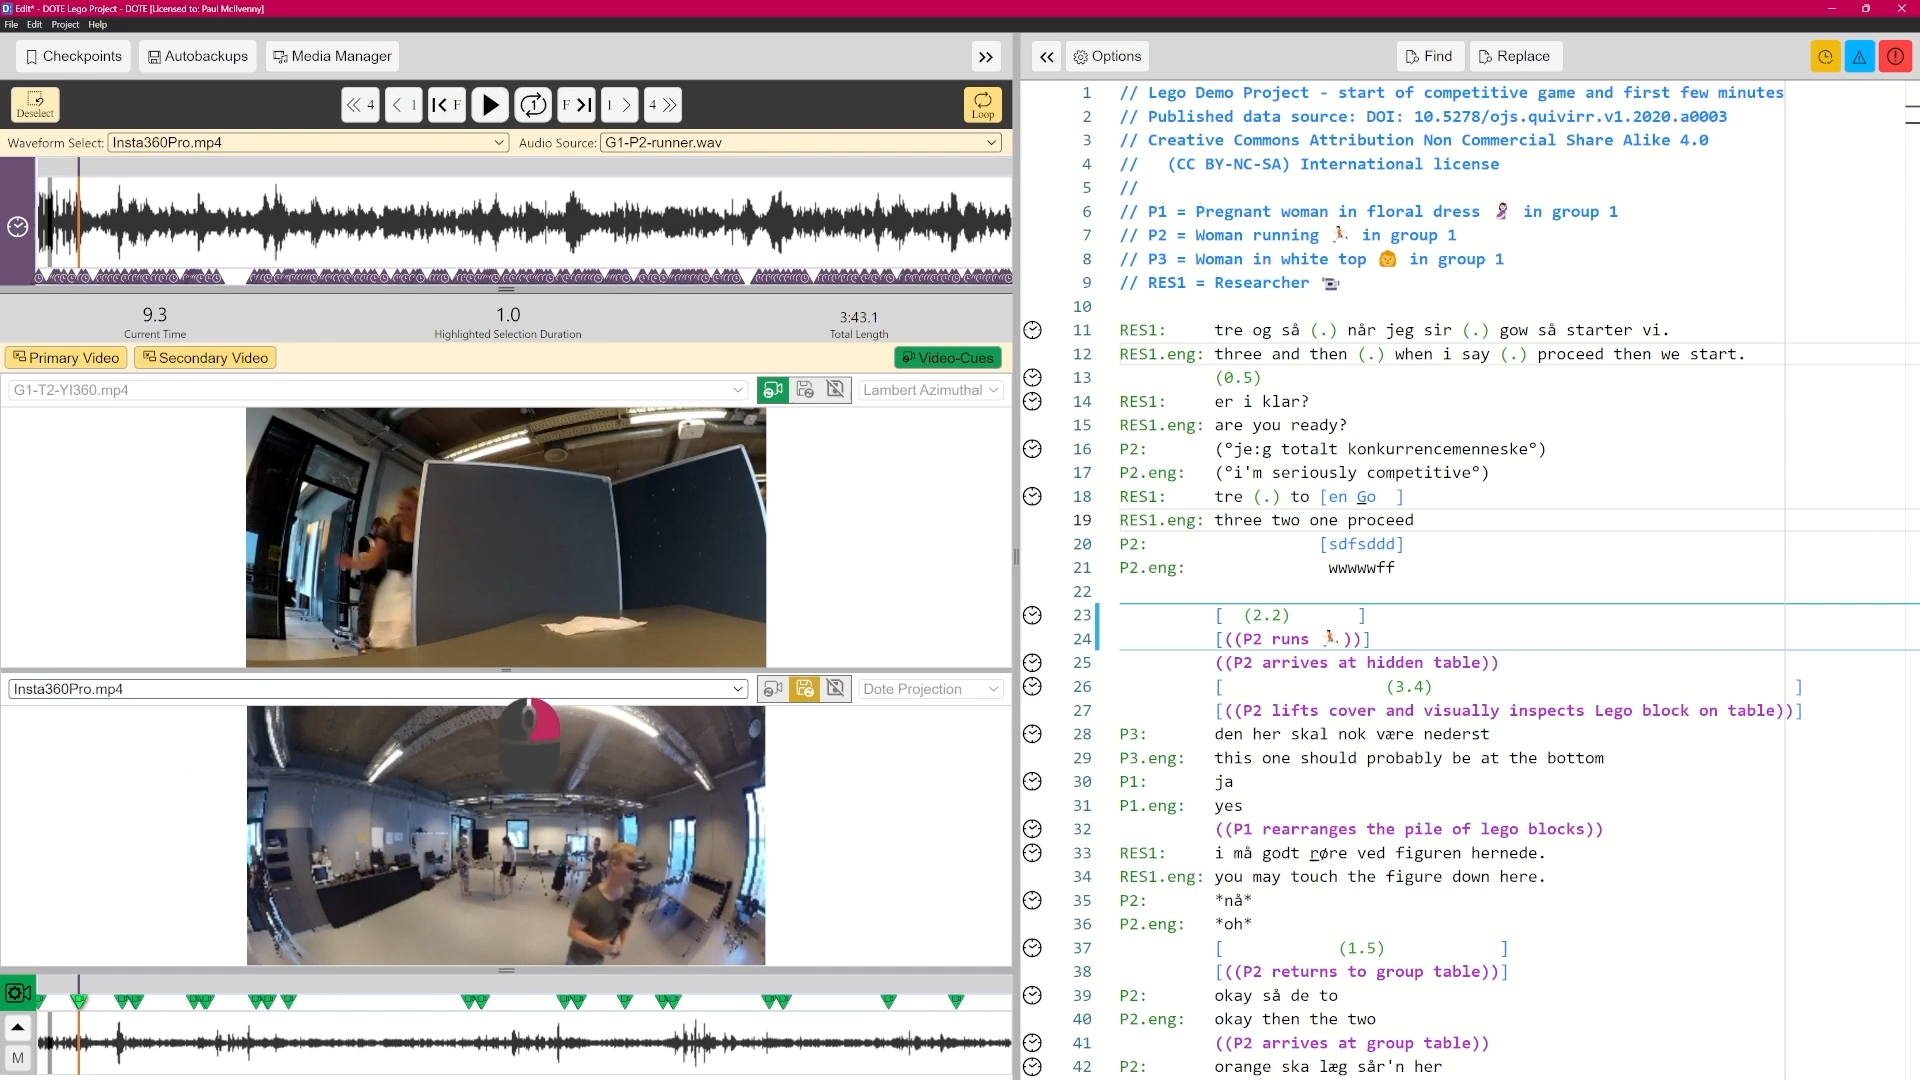 Edit* - DOTE Lego Project - DOTE [Licensed to: Paul McIlvenny]
File Edit Project Help
Checkpoints Autobackups Media Manager
Options Find Replace
Deselect
4 1 F 1 F 1 4
Loop
Waveform Select: Insta360Pro.mp4 Audio Source: G1-P2-runner.wav
9.3 1.0 3:43.1
Current Time Highlighted Selection Duration Total Length
Primary Video Secondary Video Video-Cues
G1-T2-YI360.mp4 Lambert Azimuthal
Insta360Pro.mp4 Dote Projection
M
1 // Lego Demo Project - start of competitive game and first few minutes
2 // Published data source: DOI: 10.5278/ojs.quivirr.v1.2020.a0003
3 // Creative Commons Attribution Non Commercial Share Alike 4.0
4 // (CC BY-NC-SA) International license
5 //
6 // P1 = Pregnant woman in floral dress 🤰 in group 1
7 // P2 = Woman running 🏃 in group 1
8 // P3 = Woman in white top 🙆 in group 1
9 // RES1 = Researcher 📹
10
11 RES1: tre og så (.) når jeg sir (.) gow så starter vi.
12 RES1.eng: three and then (.) when i say (.) proceed then we start.
13 (0.5)
14 RES1: er i klar?
15 RES1.eng: are you ready?
16 P2: (°je:g totalt konkurrencemenneske°)
17 P2.eng: (°i'm seriously competitive°)
18 RES1: tre (.) to [en Go ]
19 RES1.eng: three two one proceed
20 P2: [sdfsddd]
21 P2.eng: wwwwwff
22
23 [ (2.2) ]
24 [((P2 runs 🏃))]
25 ((P2 arrives at hidden table))
26 [ (3.4) ]
27 [((P2 lifts cover and visually inspects Lego block on table))]
28 P3: den her skal nok være nederst
29 P3.eng: this one should probably be at the bottom
30 P1: ja
31 P1.eng: yes
32 ((P1 rearranges the pile of lego blocks))
33 RES1: i må godt røre ved figuren hernede.
34 RES1.eng: you may touch the figure down here.
35 P2: *nå*
36 P2.eng: *oh*
37 [ (1.5) ]
38 [((P2 returns to group table))]
39 P2: okay så de to
40 P2.eng: okay then the two
41 ((P2 arrives at group table))
42 P2: orange ska læg sår'n her